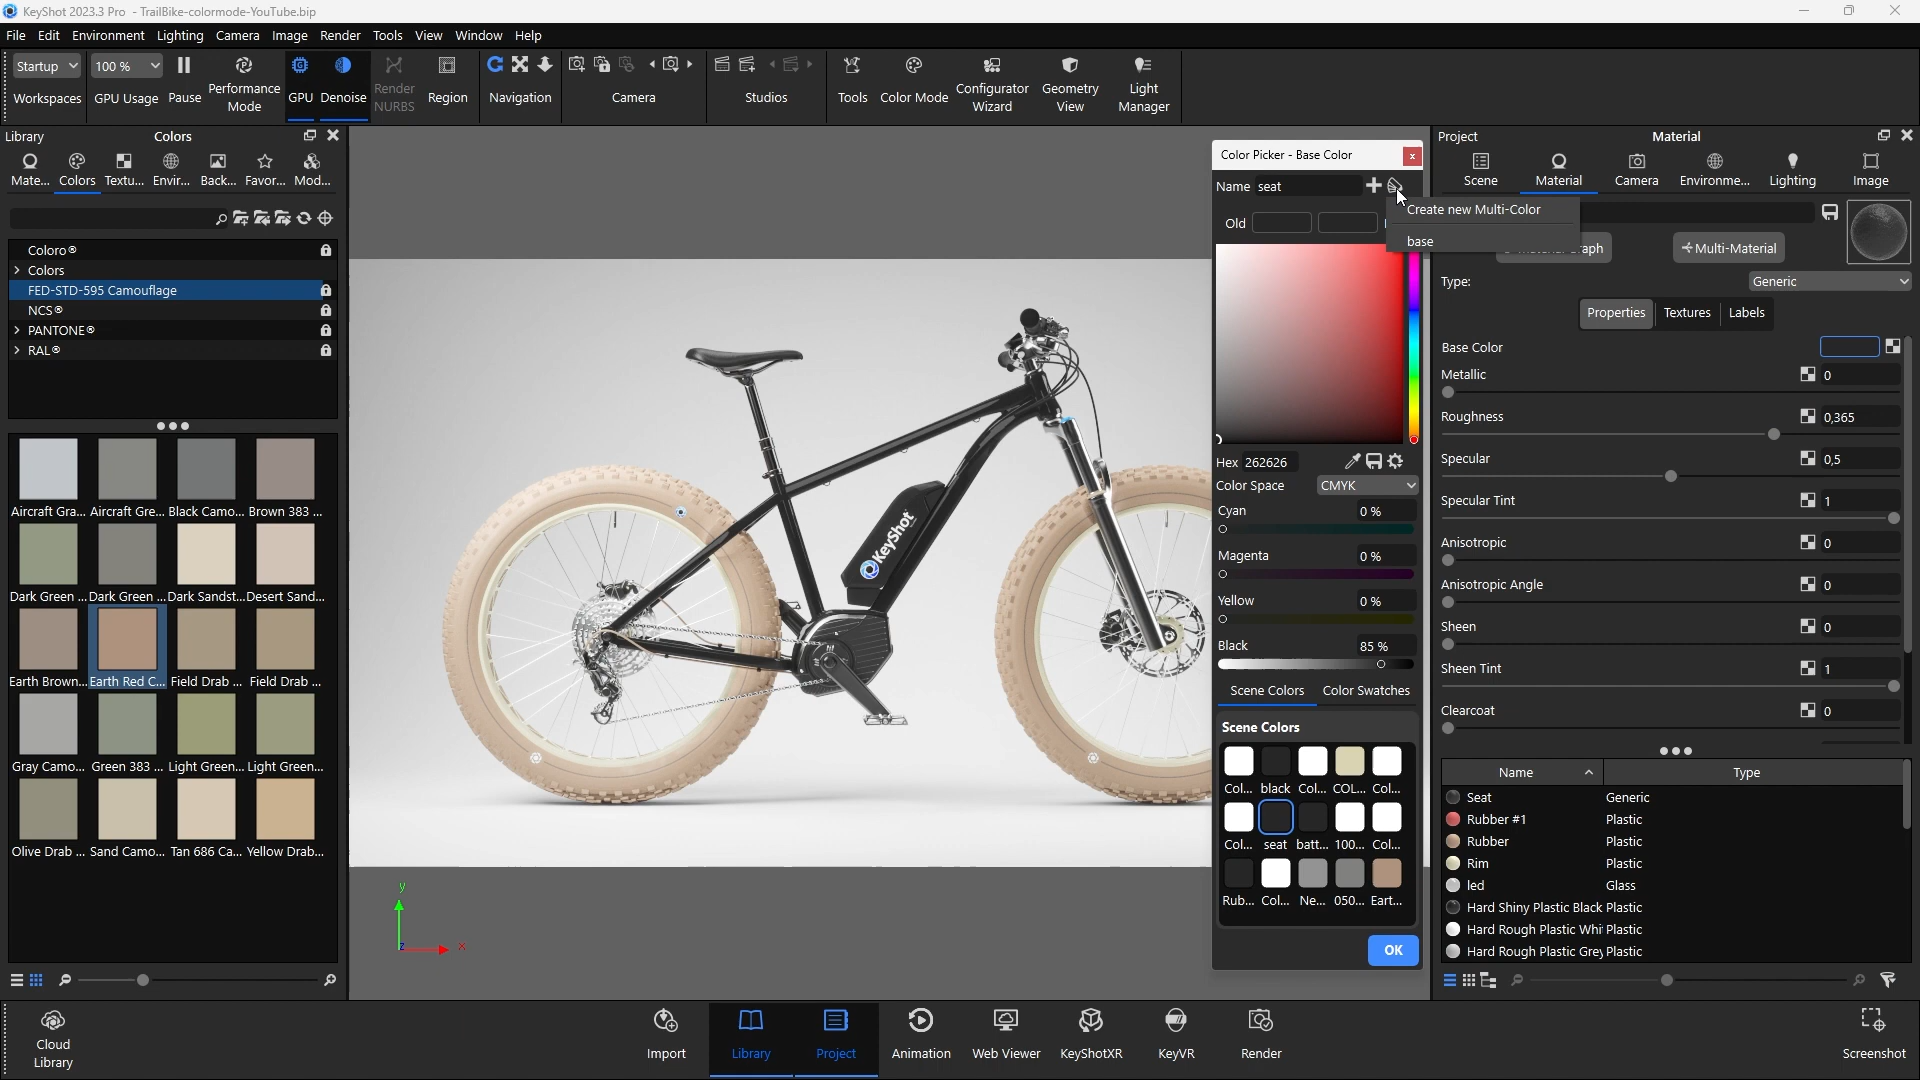 KeyShot 2023.3 Pro - TrailBike-colormode-YouTube.bip
File Edit Environment Lighting Camera Image Render Tools View Window Help
Startup 100 %
Workspaces GPU Usage Pause Performance Mode GPU Denoise Render NURBS Region Navigation Camera Studios Tools Color Mode Configurator Wizard Geometry View Light Manager
Library Colors
Mate... Colors Textu... Envir... Back... Favor... Mod...
Coloro®
Colors
FED-STD-595 Camouflage
NCS®
PANTONE®
RAL®
Aircraft Gra... Aircraft Gre... Black Camo... Brown 383 ...
Dark Green ... Dark Green ... Dark Sandst... Desert Sand...
Earth Brown... Earth Red C... Field Drab ... Field Drab ...
Gray Camo... Green 383 ... Light Green... Light Green...
Olive Drab ... Sand Camo... Tan 686 Ca... Yellow Drab...
KeyShot
y
z
x
Color Picker - Base Color
x
Name seat
Old
Create new Multi-Color
base
Hex 262626
Color Space CMYK
Cyan 0 %
Magenta 0 %
Yellow 0 %
Black 85 %
Scene Colors Color Swatches
Scene Colors
Col... black Col... COL... Col...
Col... seat batt... 100... Col...
Rub... Col... Ne... 050... Eart...
OK
Project Material
Scene Material Camera Environme... Lighting Image
Multi-Material
Type: Generic
Properties Textures Labels
Base Color
Metallic 0
Roughness 0,365
Specular 0,5
Specular Tint 1
Anisotropic 0
Anisotropic Angle 0
Sheen 0
Sheen Tint 1
Clearcoat 0
Name Type
Seat Generic
Rubber #1 Plastic
Rubber Plastic
Rim Plastic
led Glass
Hard Shiny Plastic Black Plastic
Hard Rough Plastic Whi Plastic
Hard Rough Plastic Grey Plastic
Cloud Library
Import Library Project Animation Web Viewer KeyShotXR KeyVR Render
Screenshot